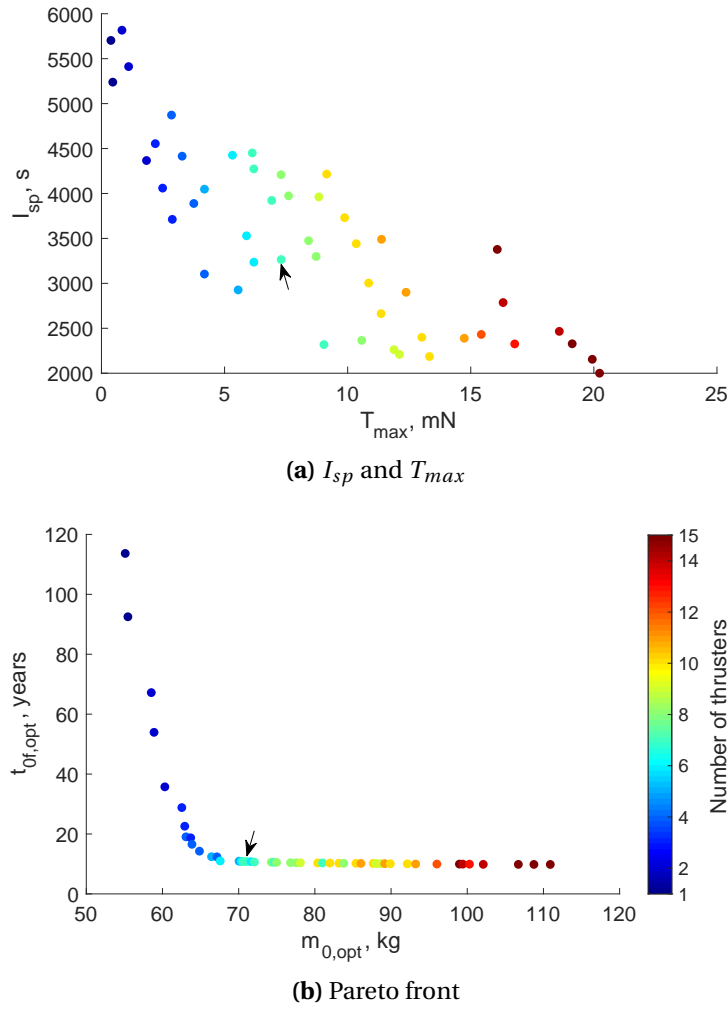 6000
5500
5000
4500
4000
3500
3000
2500
2000
I_sp, s
0 5 10 15 20 25
T_max, mN
(a) I_sp and T_max
120
100
80
60
40
20
0
t_0f,opt, years
50 60 70 80 90 100 110 120
m_0,opt, kg
15
14
12
10
8
6
4
2
1
Number of thrusters
(b) Pareto front